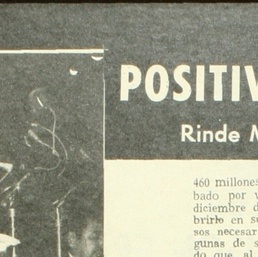 POSITIV
Rinde M
460 millones
bado por v
diciembre d
brirlo en su
sos necesar
gunas de s
do que al